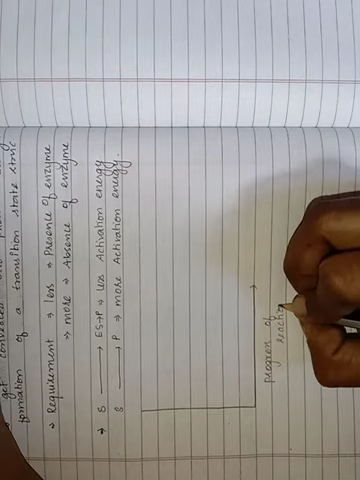 formation of a transition state struc
→ Requirement → less → Presence of enzyme
→ more → Absence of enzyme
→ S → ES→P → less Activation energy
S → P → more Activation energy.
progress of
reactio